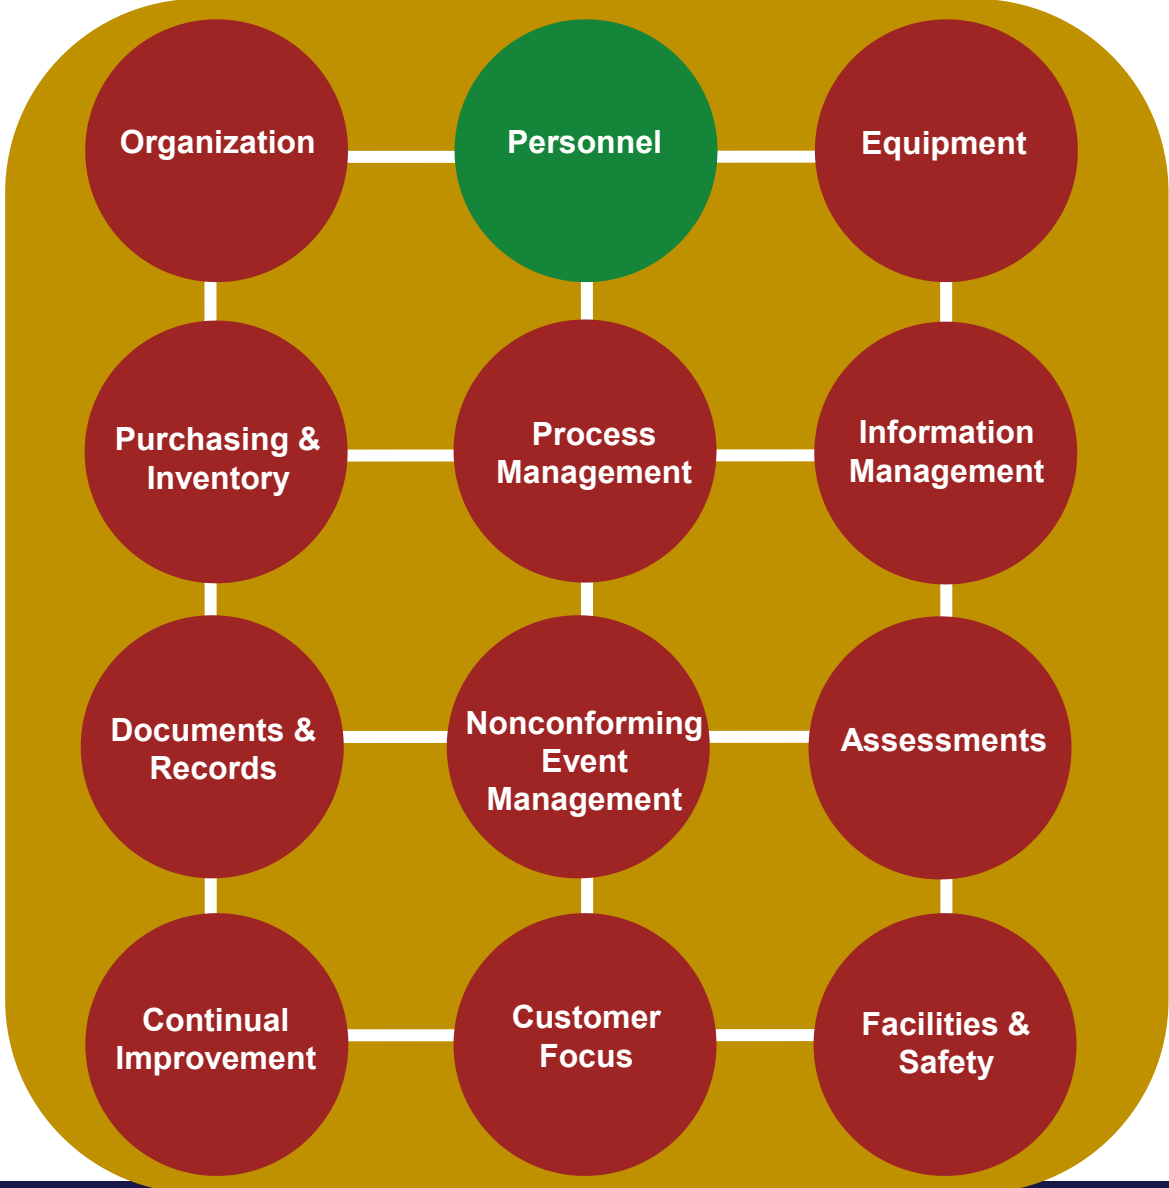 Organization
Personnel
Equipment
Purchasing &
Inventory
Process
Management
Information
Management
Documents &
Records
Nonconforming
Event
Management
Assessments
Continual
Improvement
Customer
Focus
Facilities &
Safety